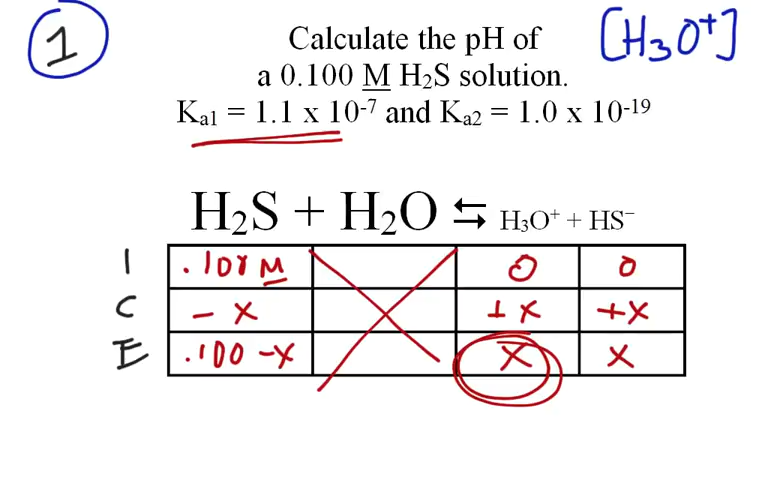 1
Calculate the pH of
[H₃O⁺]
a 0.100 M H₂S solution.
Kₐ₁ = 1.1 x 10⁻⁷ and Kₐ₂ = 1.0 x 10⁻¹⁹
H₂S + H₂O ⇆ H₃O⁺ + HS⁻
I .100 M 0 0
C - x + x + x
E .100 - x x x